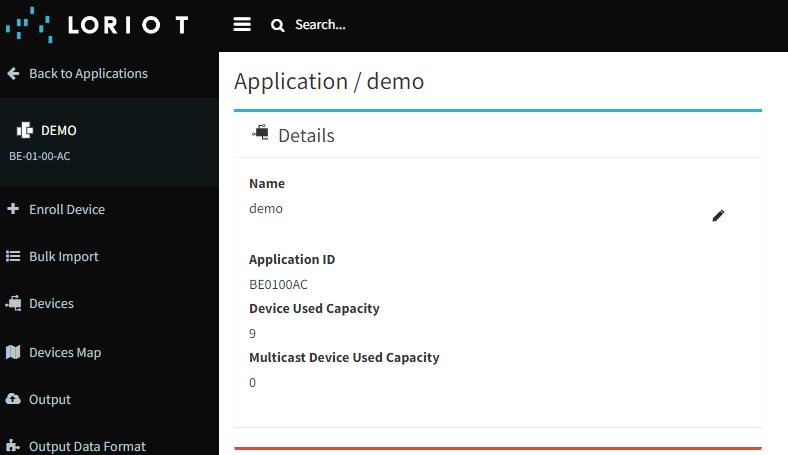 LORIOT
Search...
Back to Applications
DEMO
BE-01-00-AC
Enroll Device
Bulk Import
Devices
Devices Map
Output
Output Data Format
Application / demo
Details
Name
demo
Application ID
BE0100AC
Device Used Capacity
9
Multicast Device Used Capacity
0